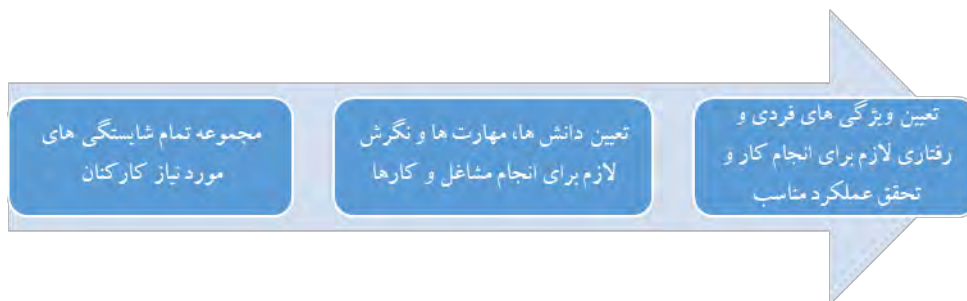 تعیین ویژگی های فردی و
رفتاری لازم برای انجام کار و
تحقق عملکرد مناسب
تعیین دانش ها، مهارت ها و نگرش
لازم برای انجام مشاغل و کارها
مجموعه تمام شایستگی های
مورد نیاز کارکنان